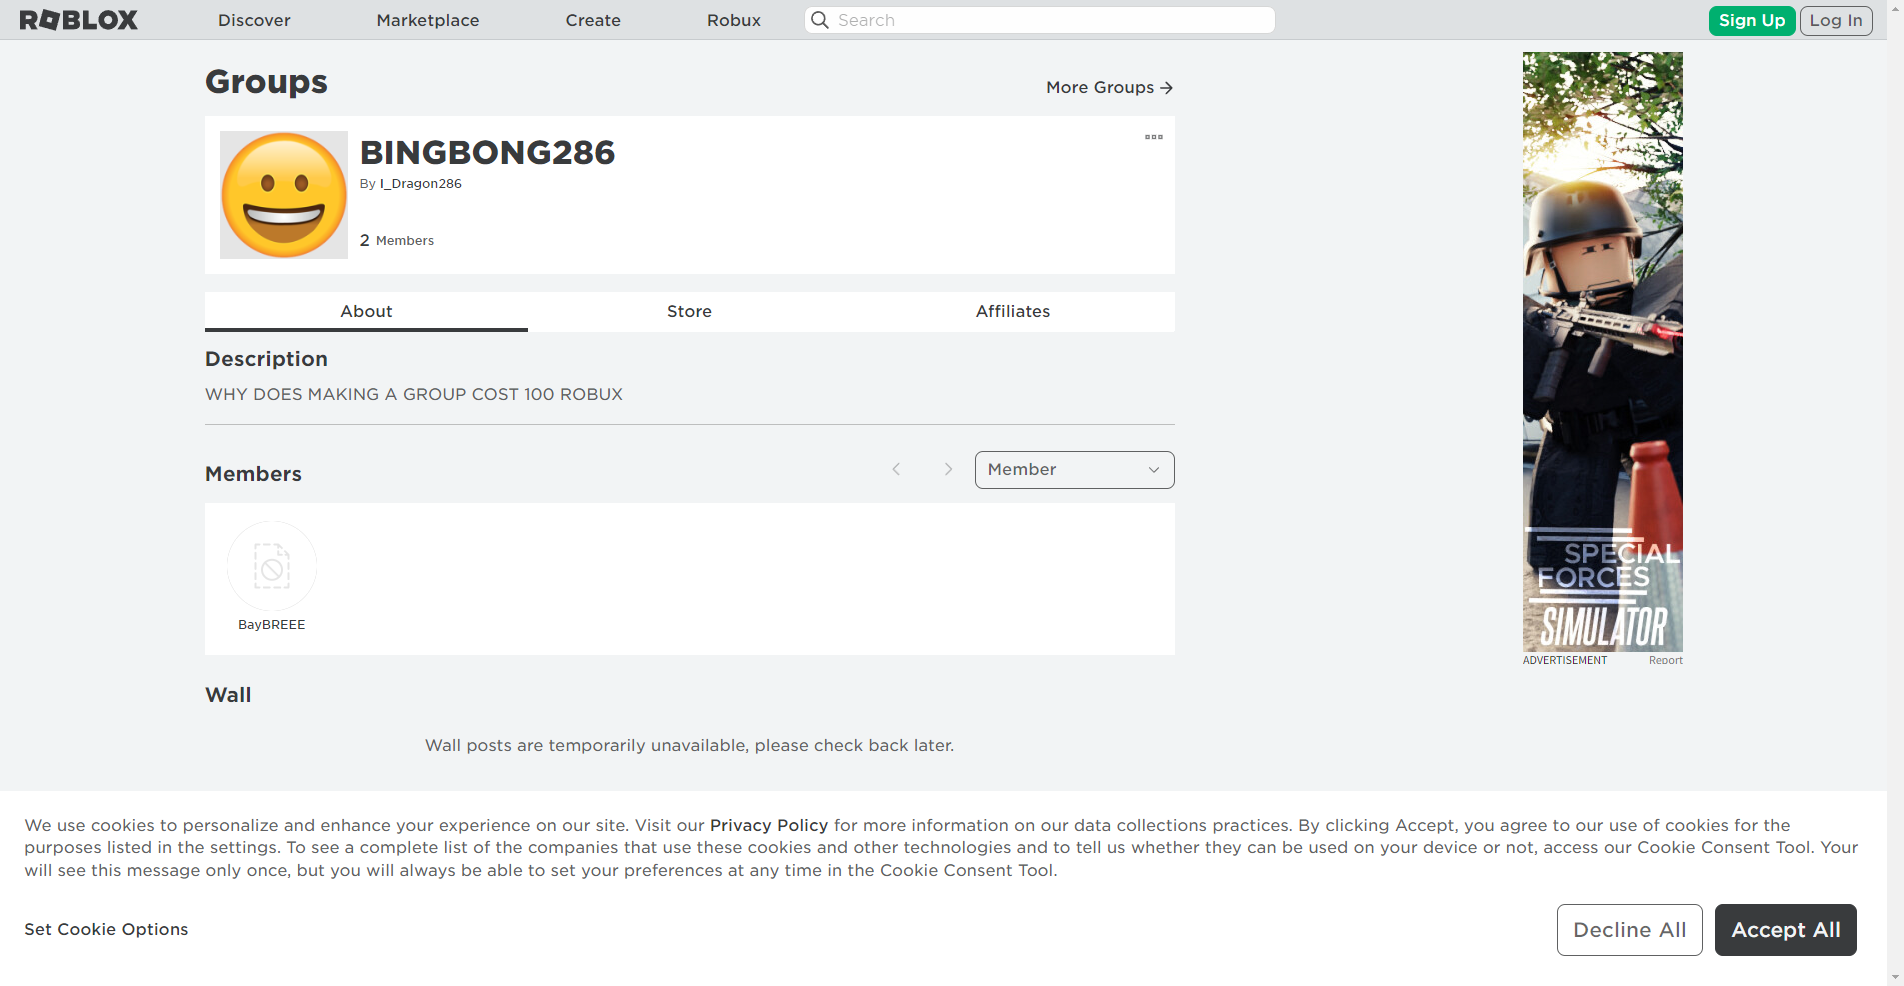 ROBLOX
Discover
Marketplace
Create
Robux
Search
Sign Up
Log In
Groups
More Groups
BINGBONG286
By I_Dragon286
2 Members
About
Store
Affiliates
Description
WHY DOES MAKING A GROUP COST 100 ROBUX
Members
Member
BayBREEE
Wall
Wall posts are temporarily unavailable, please check back later.
SPECIAL
FORCES
SIMULATOR
ADVERTISEMENT
Report
We use cookies to personalize and enhance your experience on our site. Visit our Privacy Policy for more information on our data collections practices. By clicking Accept, you agree to our use of cookies for the
purposes listed in the settings. To see a complete list of the companies that use these cookies and other technologies and to tell us whether they can be used on your device or not, access our Cookie Consent Tool. Your
will see this message only once, but you will always be able to set your preferences at any time in the Cookie Consent Tool.
Set Cookie Options
Decline All
Accept All